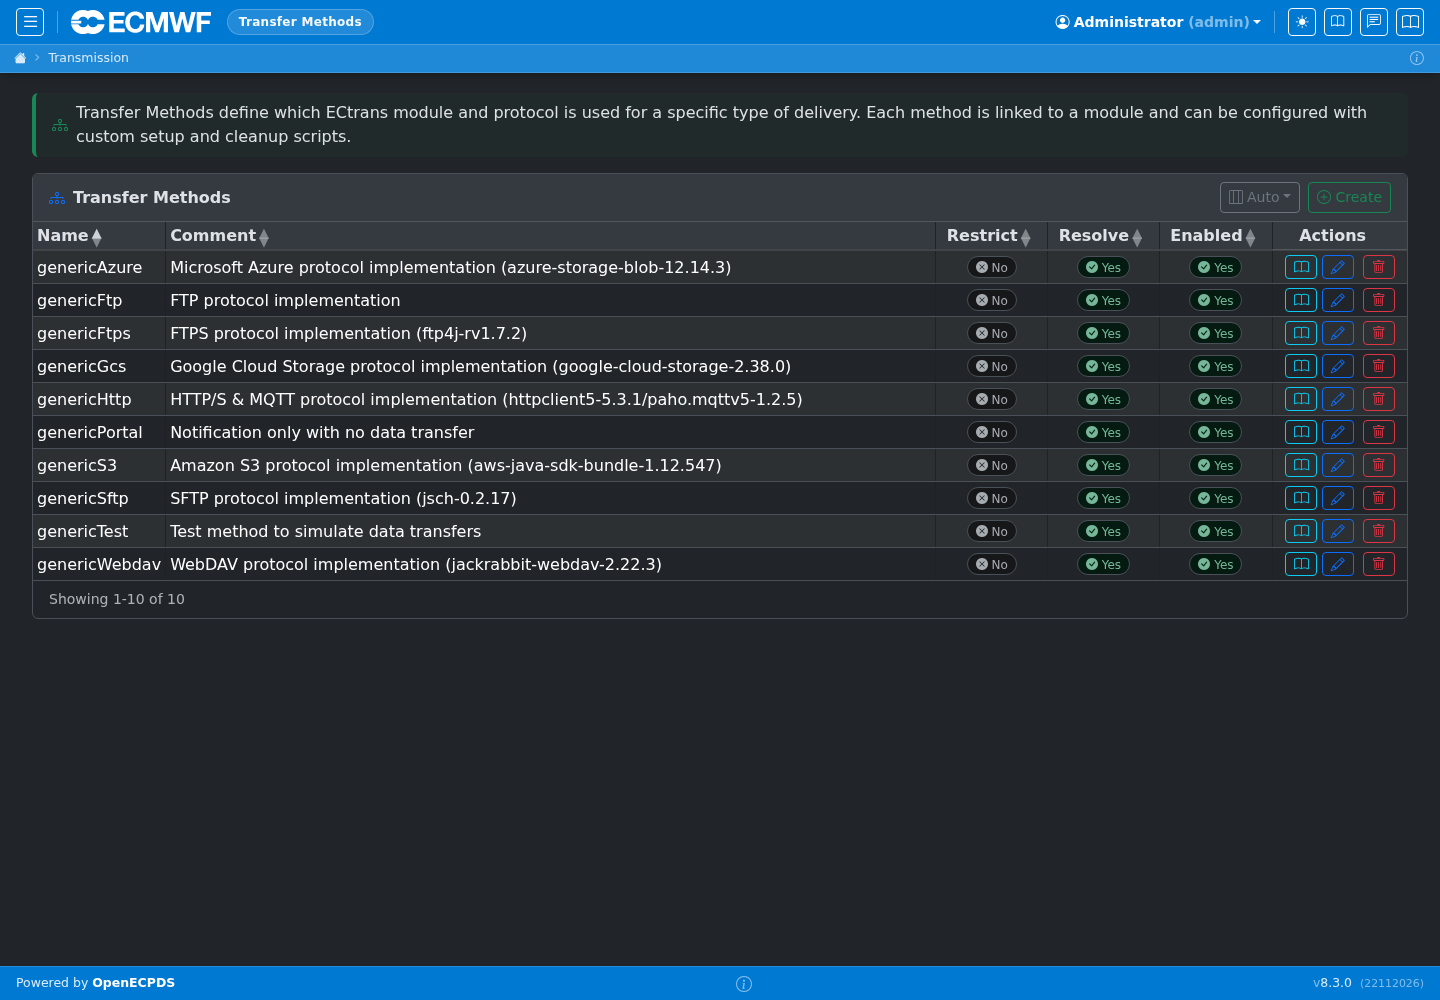 ECMWF Transfer Methods Administrator (admin)
Transmission
Transfer Methods define which ECtrans module and protocol is used for a specific type of delivery. Each method is linked to a module and can be configured with
custom setup and cleanup scripts.
Transfer Methods Auto Create
Name Comment Restrict Resolve Enabled Actions
genericAzure Microsoft Azure protocol implementation (azure-storage-blob-12.14.3) No Yes Yes
genericFtp FTP protocol implementation No Yes Yes
genericFtps FTPS protocol implementation (ftp4j-rv1.7.2) No Yes Yes
genericGcs Google Cloud Storage protocol implementation (google-cloud-storage-2.38.0) No Yes Yes
genericHttp HTTP/S & MQTT protocol implementation (httpclient5-5.3.1/paho.mqttv5-1.2.5) No Yes Yes
genericPortal Notification only with no data transfer No Yes Yes
genericS3 Amazon S3 protocol implementation (aws-java-sdk-bundle-1.12.547) No Yes Yes
genericSftp SFTP protocol implementation (jsch-0.2.17) No Yes Yes
genericTest Test method to simulate data transfers No Yes Yes
genericWebdav WebDAV protocol implementation (jackrabbit-webdav-2.22.3) No Yes Yes
Showing 1-10 of 10
Powered by OpenECPDS v8.3.0 (22112026)